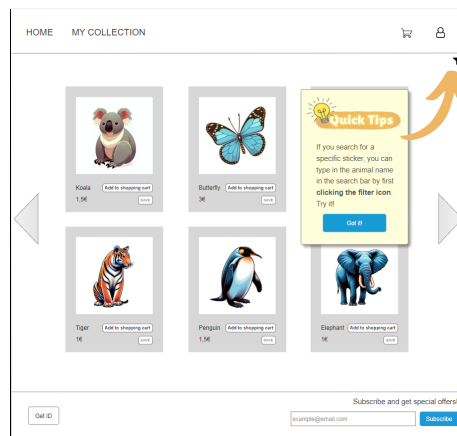 HOME MY COLLECTION
Quick Tips
If you search for a
specific sticker, you can
type in the animal name
in the search bar by first
clicking the filter icon.
Try it!
Got it!
Koala Add to shopping cart
1,5€ SAVE
Butterfly Add to shopping cart
3€ SAVE
Tiger Add to shopping cart
1€ SAVE
Penguin Add to shopping cart
1,5€ SAVE
Elephant Add to shopping cart
1€ SAVE
Subscribe and get special offers!
Get ID
example@email.com Subscribe